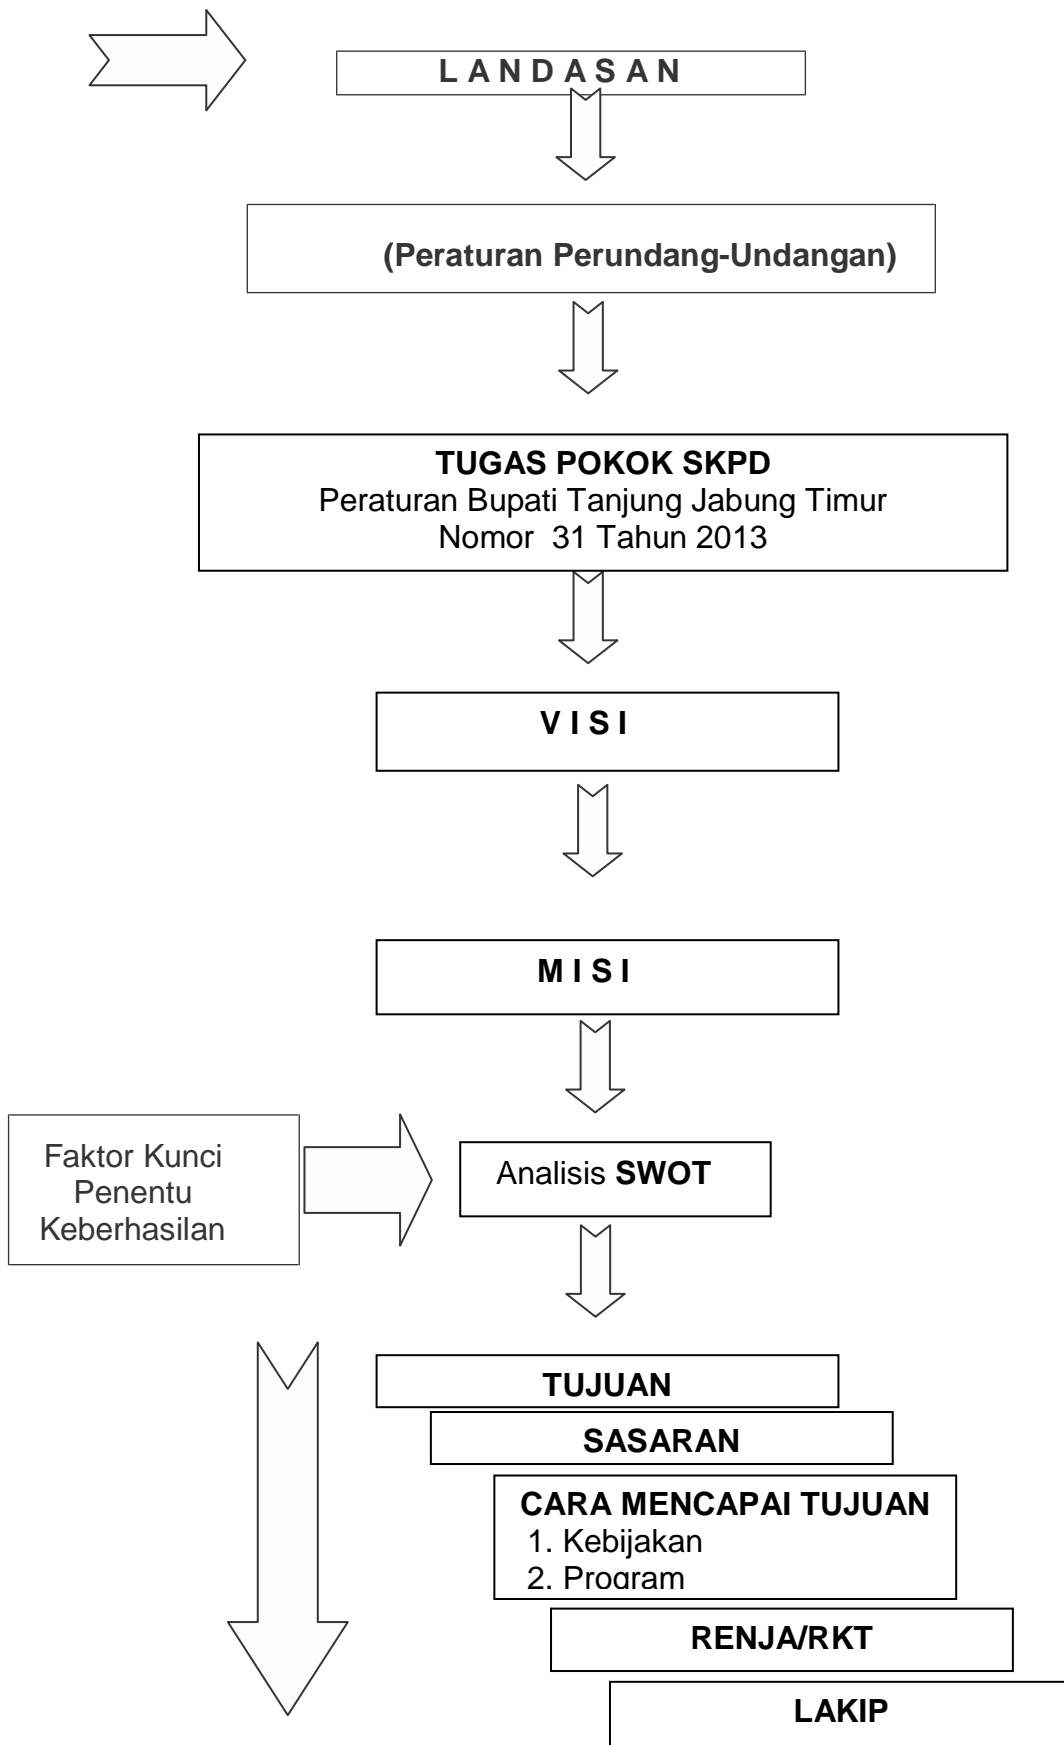 L A N D A S A N
(Peraturan Perundang-Undangan)
TUGAS POKOK SKPD
Peraturan Bupati Tanjung Jabung Timur
Nomor 31 Tahun 2013
V I S I
M I S I
Faktor Kunci
Penentu
Keberhasilan
Analisis SWOT
TUJUAN
SASARAN
CARA MENCAPAI TUJUAN
1. Kebijakan
2. Program
RENJA/RKT
LAKIP